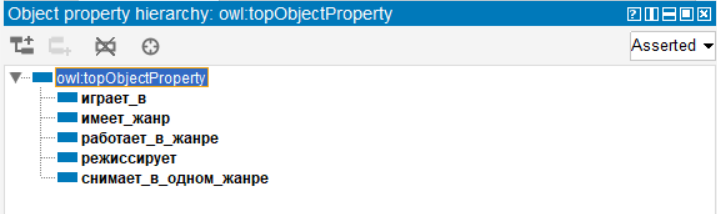 Object property hierarchy: owl:topObjectProperty
Asserted
owl:topObjectProperty
играет_в
имеет_жанр
работает_в_жанре
режиссирует
снимает_в_одном_жанре